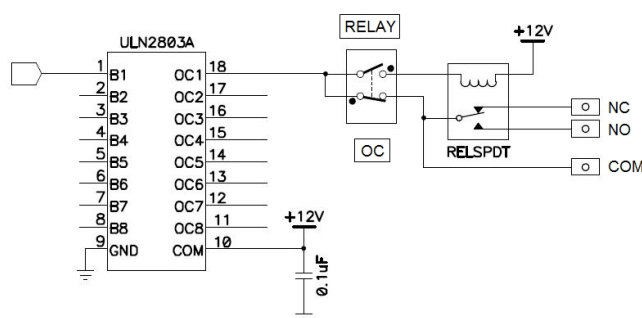 RELAY
+12V
ULN2803A
1 B1 OC1 18
2 B2 OC2 17
3 B3 OC3 16
4 B4 OC4 15
5 B5 OC5 14
6 B6 OC6 13
7 B7 OC7 12
8 B8 OC8 11
9 GND COM 10
NC
NO
OC
RELSPDT
COM
+12V
0.1uF